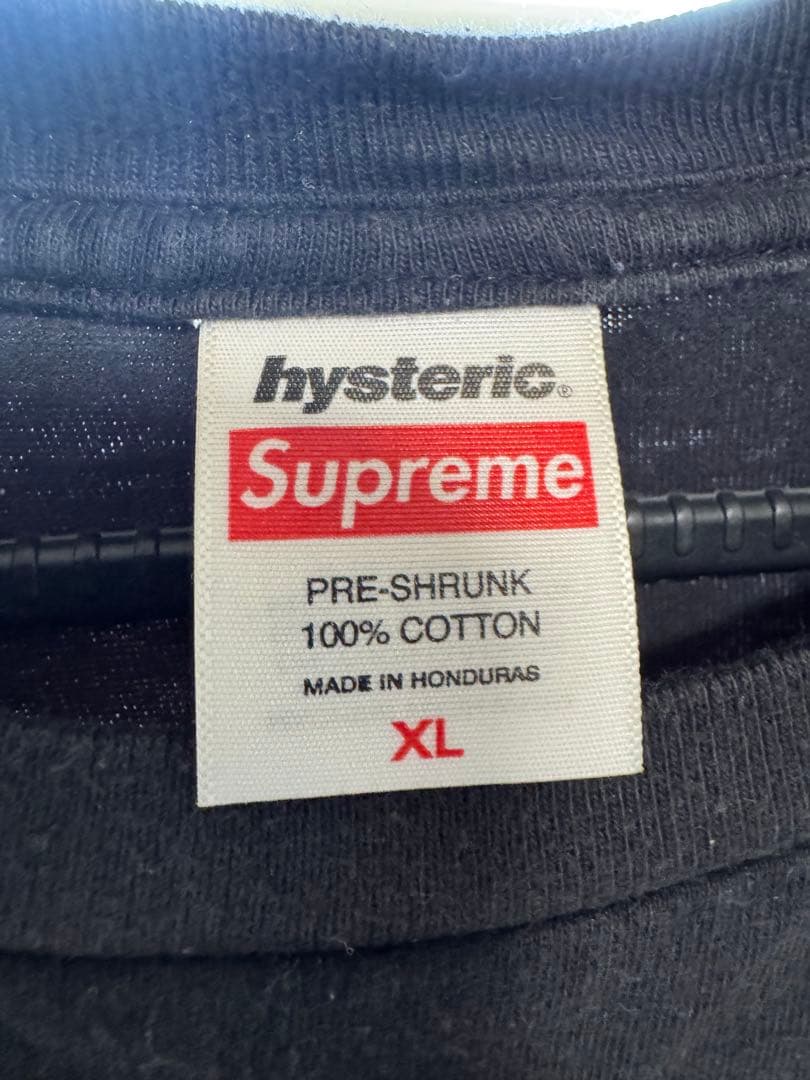 hysteric®
Supreme
PRE-SHRUNK
100% COTTON
MADE IN HONDURAS
XL